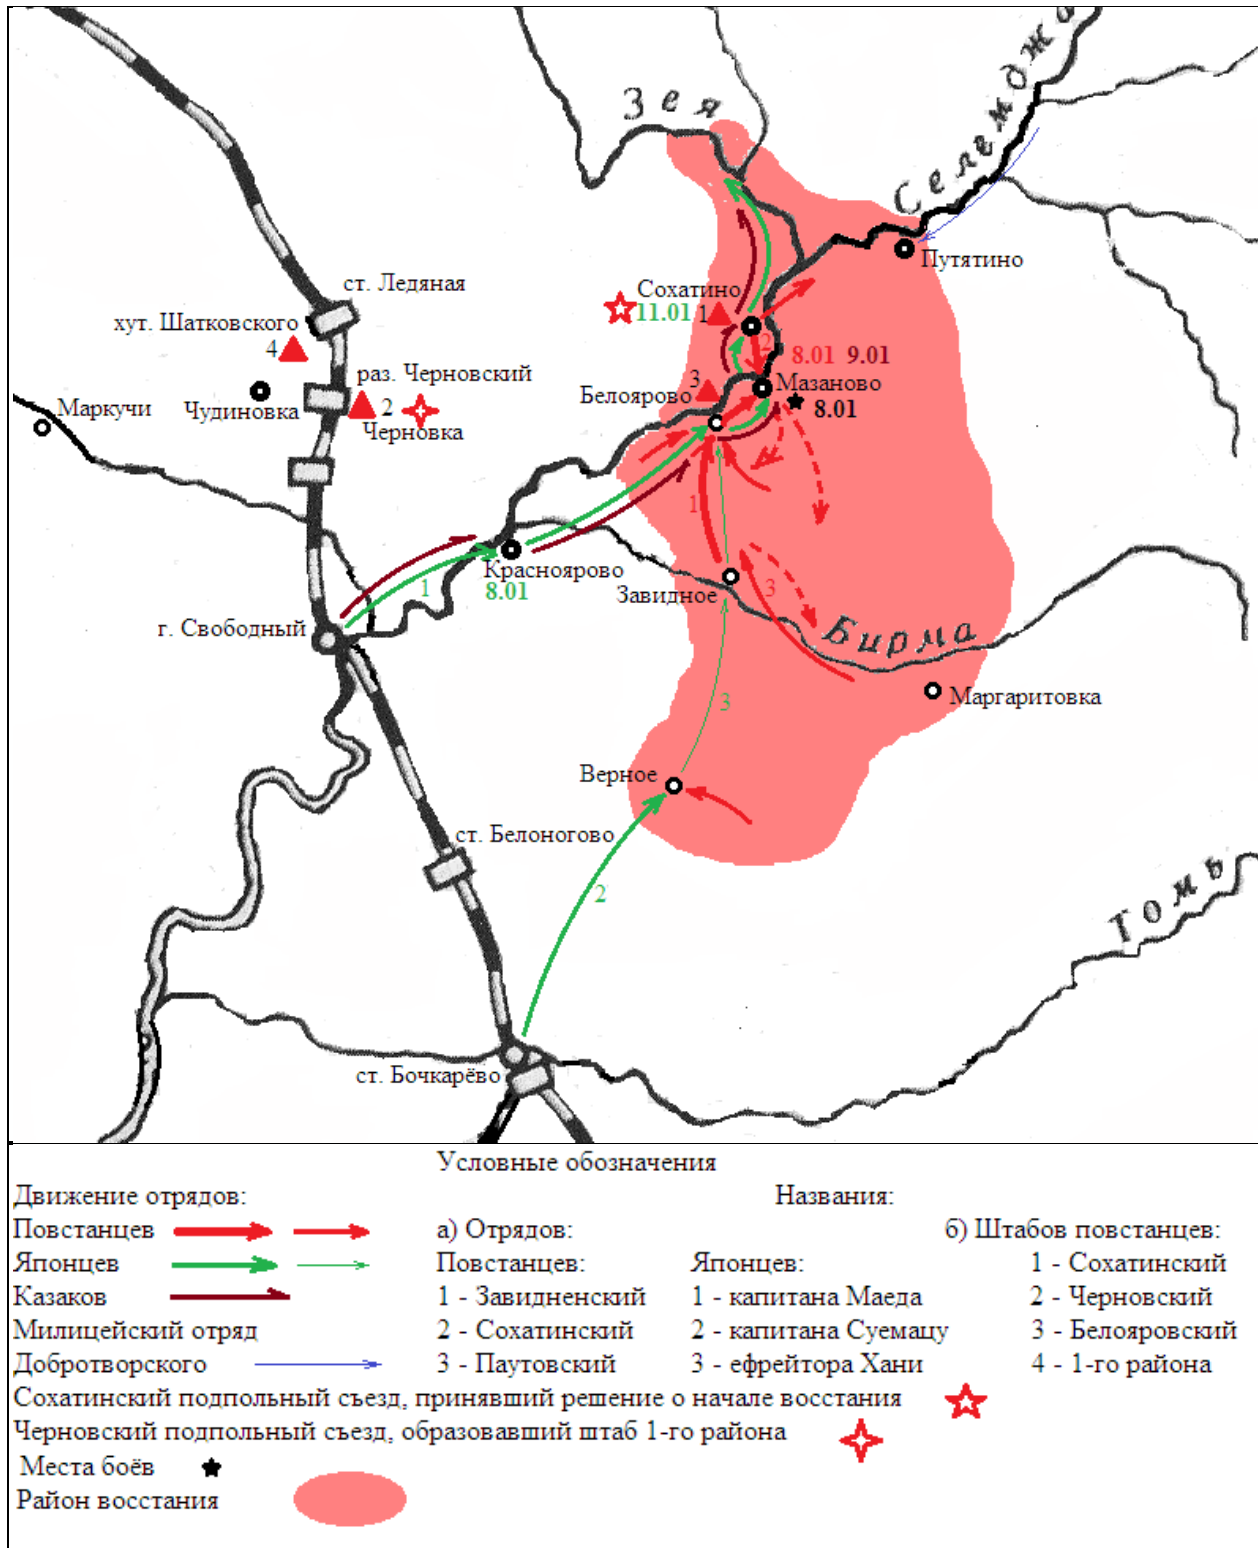 Зея
Селемджа
Путятино
ст. Ледяная
Сохатино
11.01 1
хут. Шатковского
4
2
8.01 9.01
раз. Черновский
3
Мазаново
Белоярово
8.01
Маркучи
Чудиновка
2
Черновка
1
Красноярово
8.01
1
Завидное
3
г. Свободный
Бирма
Маргаритовка
3
Верное
ст. Белоногово
2
Томь
ст. Бочкарёво
Условные обозначения
Движение отрядов:
Названия:
Повстанцев
а) Отрядов:
б) Штабов повстанцев:
Японцев
Повстанцев:
Японцев:
1 - Сохатинский
Казаков
1 - Завидненский
1 - капитана Маеда
2 - Черновский
Милицейский отряд
2 - Сохатинский
2 - капитана Суемацу
3 - Белояровский
Добротворского
3 - Паутовский
3 - ефрейтора Хани
4 - 1-го района
Сохатинский подпольный съезд, принявший решение о начале восстания
Черновский подпольный съезд, образовавший штаб 1-го района
Места боёв
Район восстания